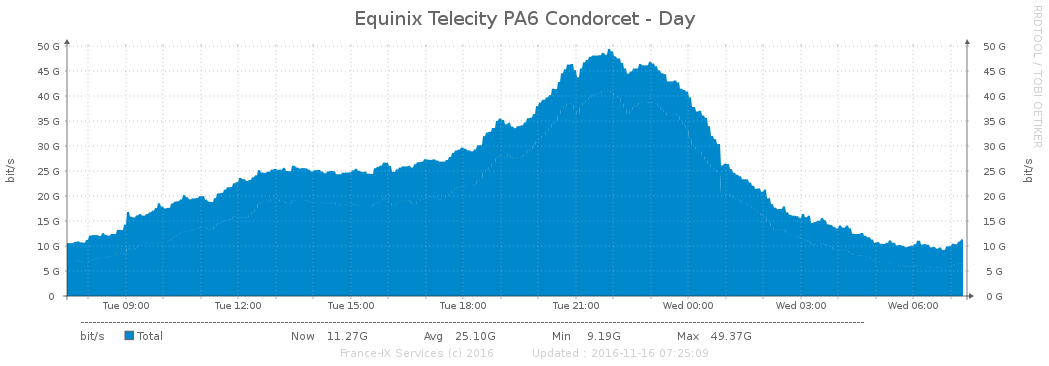 Equinix Telecity PA6 Condorcet - Day
RRDTOOL / TOBI OETIKER
bit/s
50 G
45 G
40 G
35 G
30 G
25 G
20 G
15 G
10 G
5 G
0
50 G
45 G
40 G
35 G
30 G
25 G
20 G
15 G
10 G
5 G
0 G
bit/s
Tue 09:00 Tue 12:00 Tue 15:00 Tue 18:00 Tue 21:00 Wed 00:00 Wed 03:00 Wed 06:00
bit/s Total Now 11.27G Avg 25.10G Min 9.19G Max 49.37G
France-IX Services (c) 2016 Updated : 2016-11-16 07:25:09